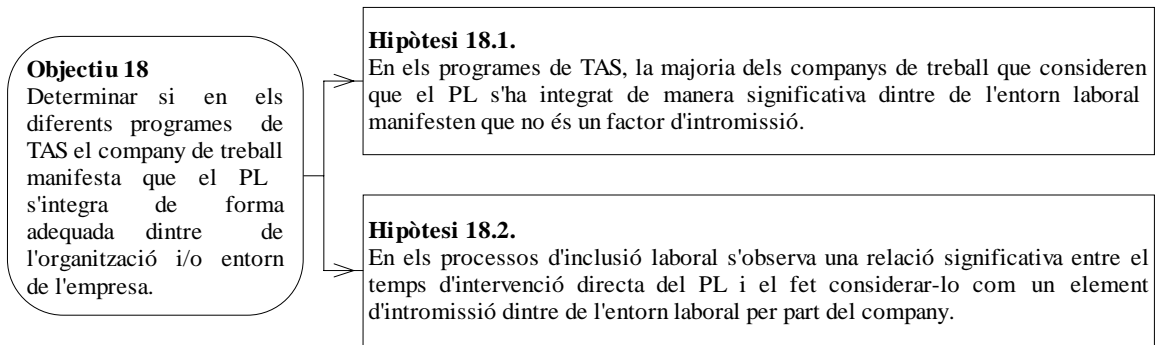 Objectiu 18
Determinar si en els
diferents programes de
TAS el company de treball
manifesta que el PL
s'integra de forma
adequada dintre de
l'organització i/o entorn
de l'empresa.
Hipòtesi 18.1.
En els programes de TAS, la majoria dels companys de treball que consideren
que el PL s'ha integrat de manera significativa dintre de l'entorn laboral
manifesten que no és un factor d'intromissió.
Hipòtesi 18.2.
En els processos d'inclusió laboral s'observa una relació significativa entre el
temps d'intervenció directa del PL i el fet considerar-lo com un element
d'intromissió dintre de l'entorn laboral per part del company.